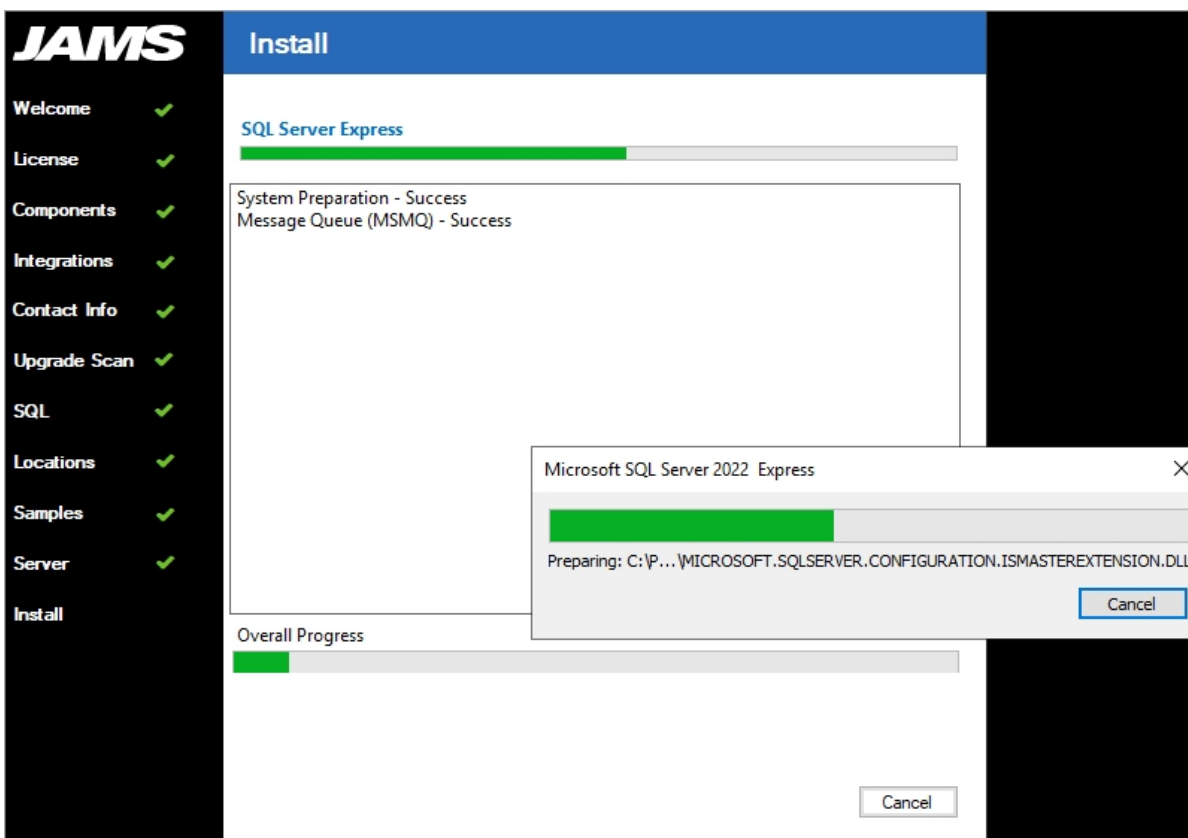 JAMS
Install
Welcome
License
Components
Integrations
Contact Info
Upgrade Scan
SQL
Locations
Samples
Server
Install
SQL Server Express
System Preparation - Success
Message Queue (MSMQ) - Success
Microsoft SQL Server 2022 Express
Preparing: C:\P...\MICROSOFT.SQLSERVER.CONFIGURATION.ISMASTEREXTENSION.DLL
Cancel
Overall Progress
Cancel